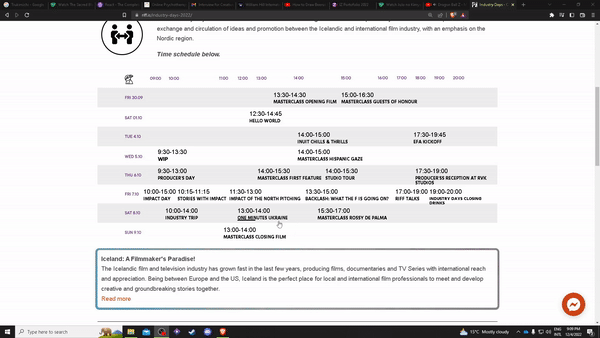 riff.is/industry-days-2022/
Industry Days -
exchange and circulation of ideas and promotion between the Icelandic and international film industry, with an emphasis on the
Nordic region.
Time schedule below.
09:00 10:00 11:00 12:00 13:00 14:00 15:00 16:00 17:00 18:00 19:00 20:00
FRI 30.09
13:30-14:30 15:00-16:30
MASTERCLASS OPENING FILM MASTERCLASS GUESTS OF HONOUR
SAT 01.10
12:30-14:45
HELLO WORLD
TUE 4.10
14:00-15:00 17:30-19:45
INUIT CHILLS & THRILLS EFA KICKOFF
WED 5.10
9:30-13:30 14:00-15:00
WIP MASTERCLASS HISPANIC GAZE
THU 6.10
9:30-13:00 14:00-15:30 14:00-15:30 17:30-19:00
PRODUCER'S DAY MASTERCLASS FIRST FEATURE STUDIO TOUR PRODUCER'SS RECEPTION AT RVK
STUDIOS
FRI 7.10
10:00-15:00 10:15-11:15 11:30-13:00 13:30-15:00 17:00-19:00 19:00-20:00
IMPACT DAY STORIES WITH IMPACT IMPACT OF THE NORTH PITCHING BACKLASH: WHAT THE F IS GOING ON? RIFF TALKS INDUSTRY DAYS CLOSING
DRINKS
SAT 8.10
10:00-14:00 13:00-14:00 15:30-17:00
INDUSTRY TRIP ONE MINUTES UKRAINE MASTERCLASS ROSSY DE PALMA
SUN 9.10
13:00-14:00
MASTERCLASS CLOSING FILM
Iceland: A Filmmaker's Paradise!
The Icelandic film and television industry has grown fast in the last few years, producing films, documentaries and TV Series with international reach
and appreciation. Being between Europe and the US, Iceland is the perfect place for local and international film professionals to meet and develop
creative and groundbreaking stories together.
Read more
Type here to search
15°C Mostly cloudy
ENG
INTL
9:09 PM
12/4/2022